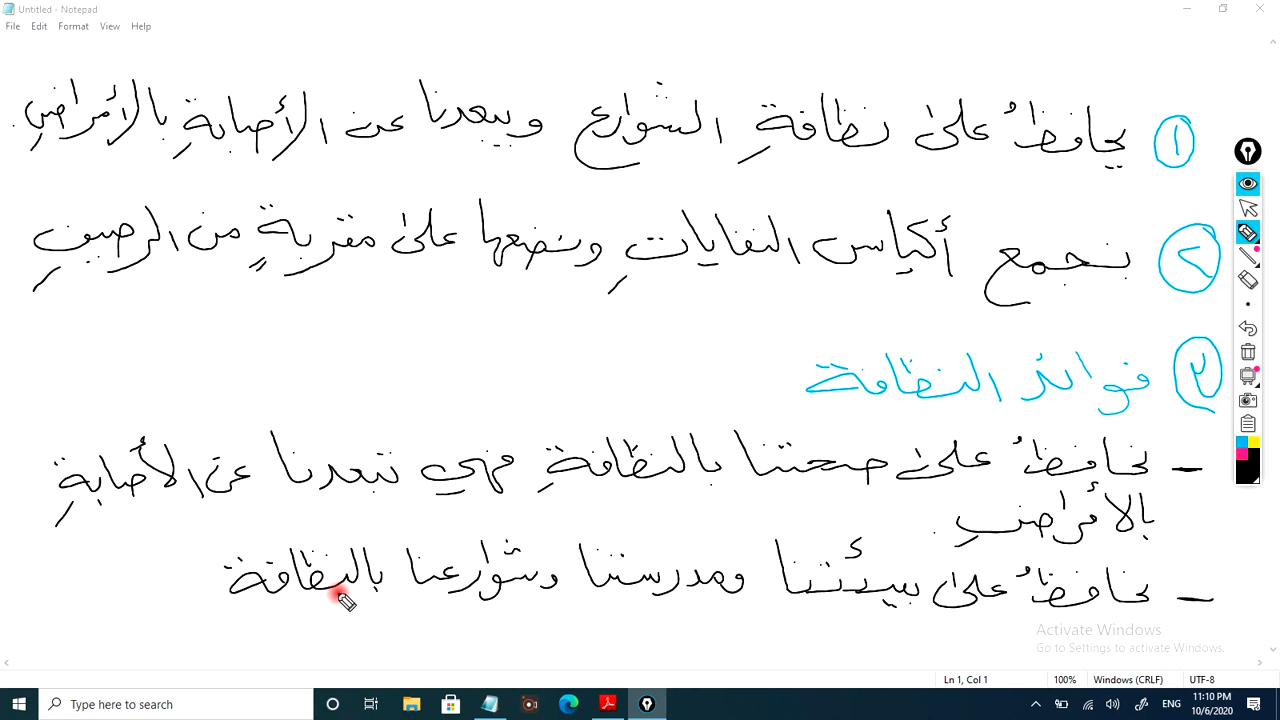 Untitled - Notepad
File Edit Format View Help
١ يحافظُ على نظافةِ الشوارع ويبعدنا عن الأصابةِ بالأمراضِ
٢ نجمع أكياس النفاياتِ ونضعها على مقربةٍ من الرصيفِ
٢ فوائد النظافة
– نحافظُ على صحتنا بالنظافةِ فهي تبعدنا عن الأصابةِ
بالأمراضِ .
– نحافظُ على بيئتنا ومدرستنا وشوارعنا بالنظافة
Activate Windows
Go to Settings to activate Windows.
Ln 1, Col 1 100% Windows (CRLF) UTF-8
Type here to search
ENG 11:10 PM
10/6/2020